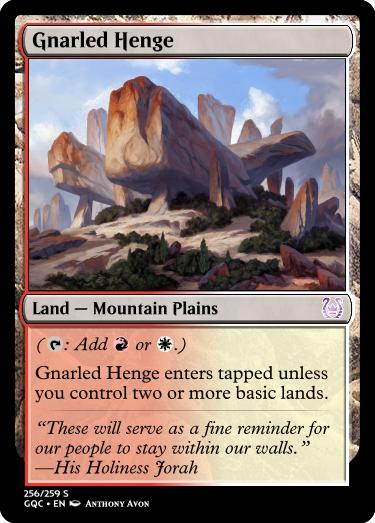 Gnarled Henge
Land — Mountain Plains
( : Add or .)
Gnarled Henge enters tapped unless
you control two or more basic lands.
“These will serve as a fine reminder for
our people to stay within our walls.”
—His Holiness Jorah
256/259 S
GQC • EN Anthony Avon